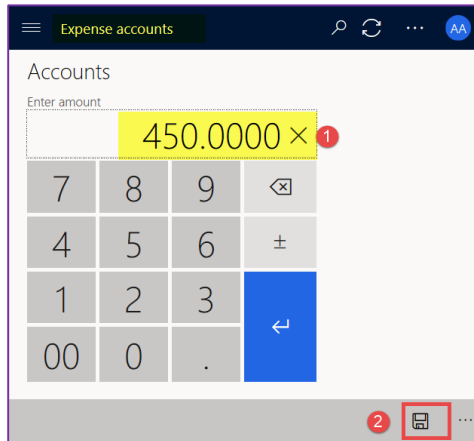 Expense accounts
AA
Accounts
Enter amount
450.0000
1
7 8 9
4 5 6 ±
1 2 3
00 0 .
2